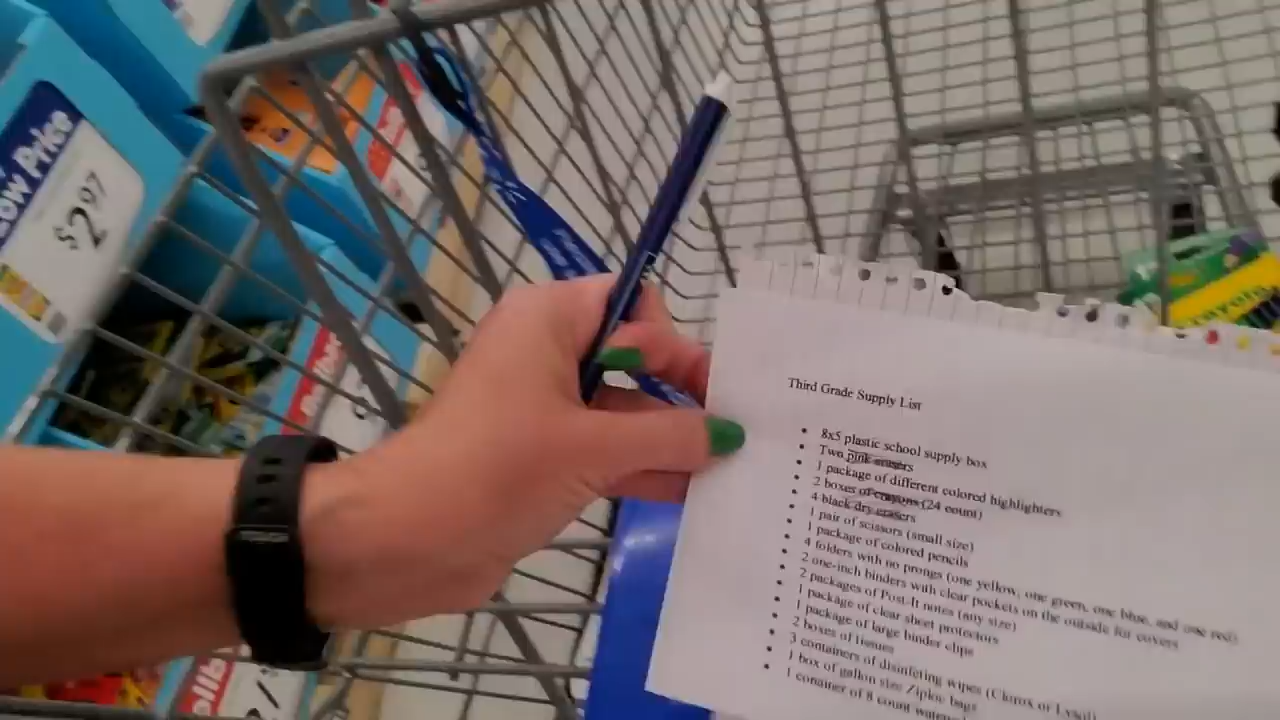 Low Price
$2.97
Third Grade Supply List
• 8x5 plastic school supply box
• Two pink erasers
• 1 package of different colored highlighters
• 2 boxes of crayons (24 count)
• 4 black dry erasers
• 1 pair of scissors (small size)
• 1 package of colored pencils
• 4 folders with no prongs (one yellow, one green, one blue, and one red)
• 2 one-inch binders with clear pockets on the outside for covers
• 2 packages of Post-It notes (any size)
• 1 package of clear sheet protectors
• 1 package of large binder clips
• 2 boxes of tissues
• 3 containers of disinfecting wipes (Clorox or Lysol)
• 1 box of gallon size Ziploc bags
• 1 container of 8 count